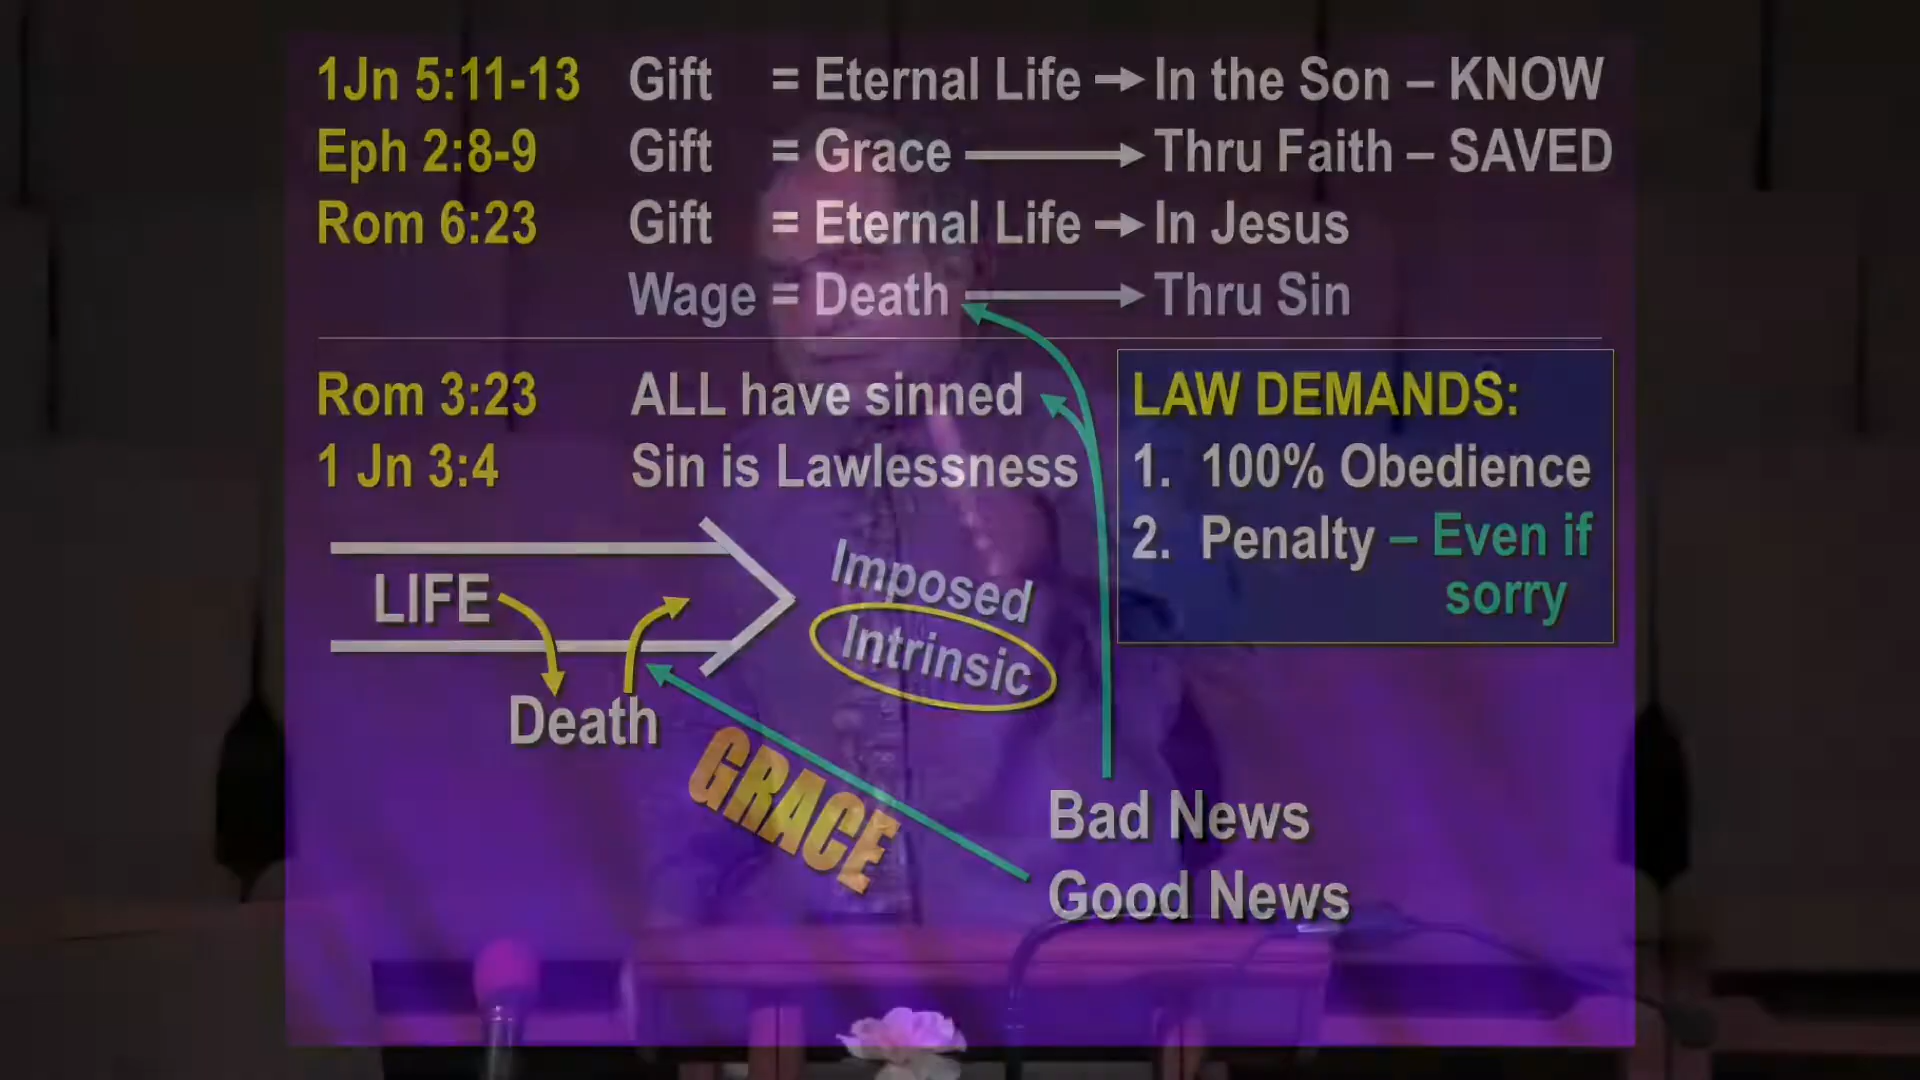 1Jn 5:11-13 Gift = Eternal Life → In the Son – KNOW
Eph 2:8-9 Gift = Grace → Thru Faith – SAVED
Rom 6:23 Gift = Eternal Life → In Jesus
Wage = Death → Thru Sin
Rom 3:23 ALL have sinned
1 Jn 3:4 Sin is Lawlessness
LAW DEMANDS:
1. 100% Obedience
2. Penalty – Even if
sorry
LIFE
Death
Imposed
Intrinsic
GRACE
Bad News
Good News